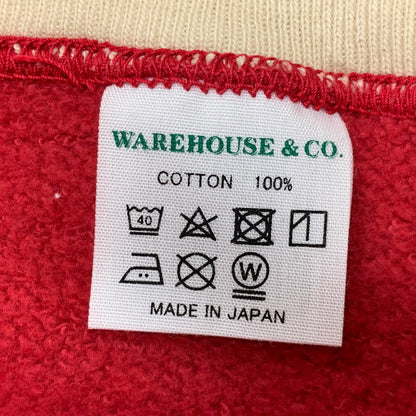 WAREHOUSE & CO.
COTTON 100%
40
W
MADE IN JAPAN